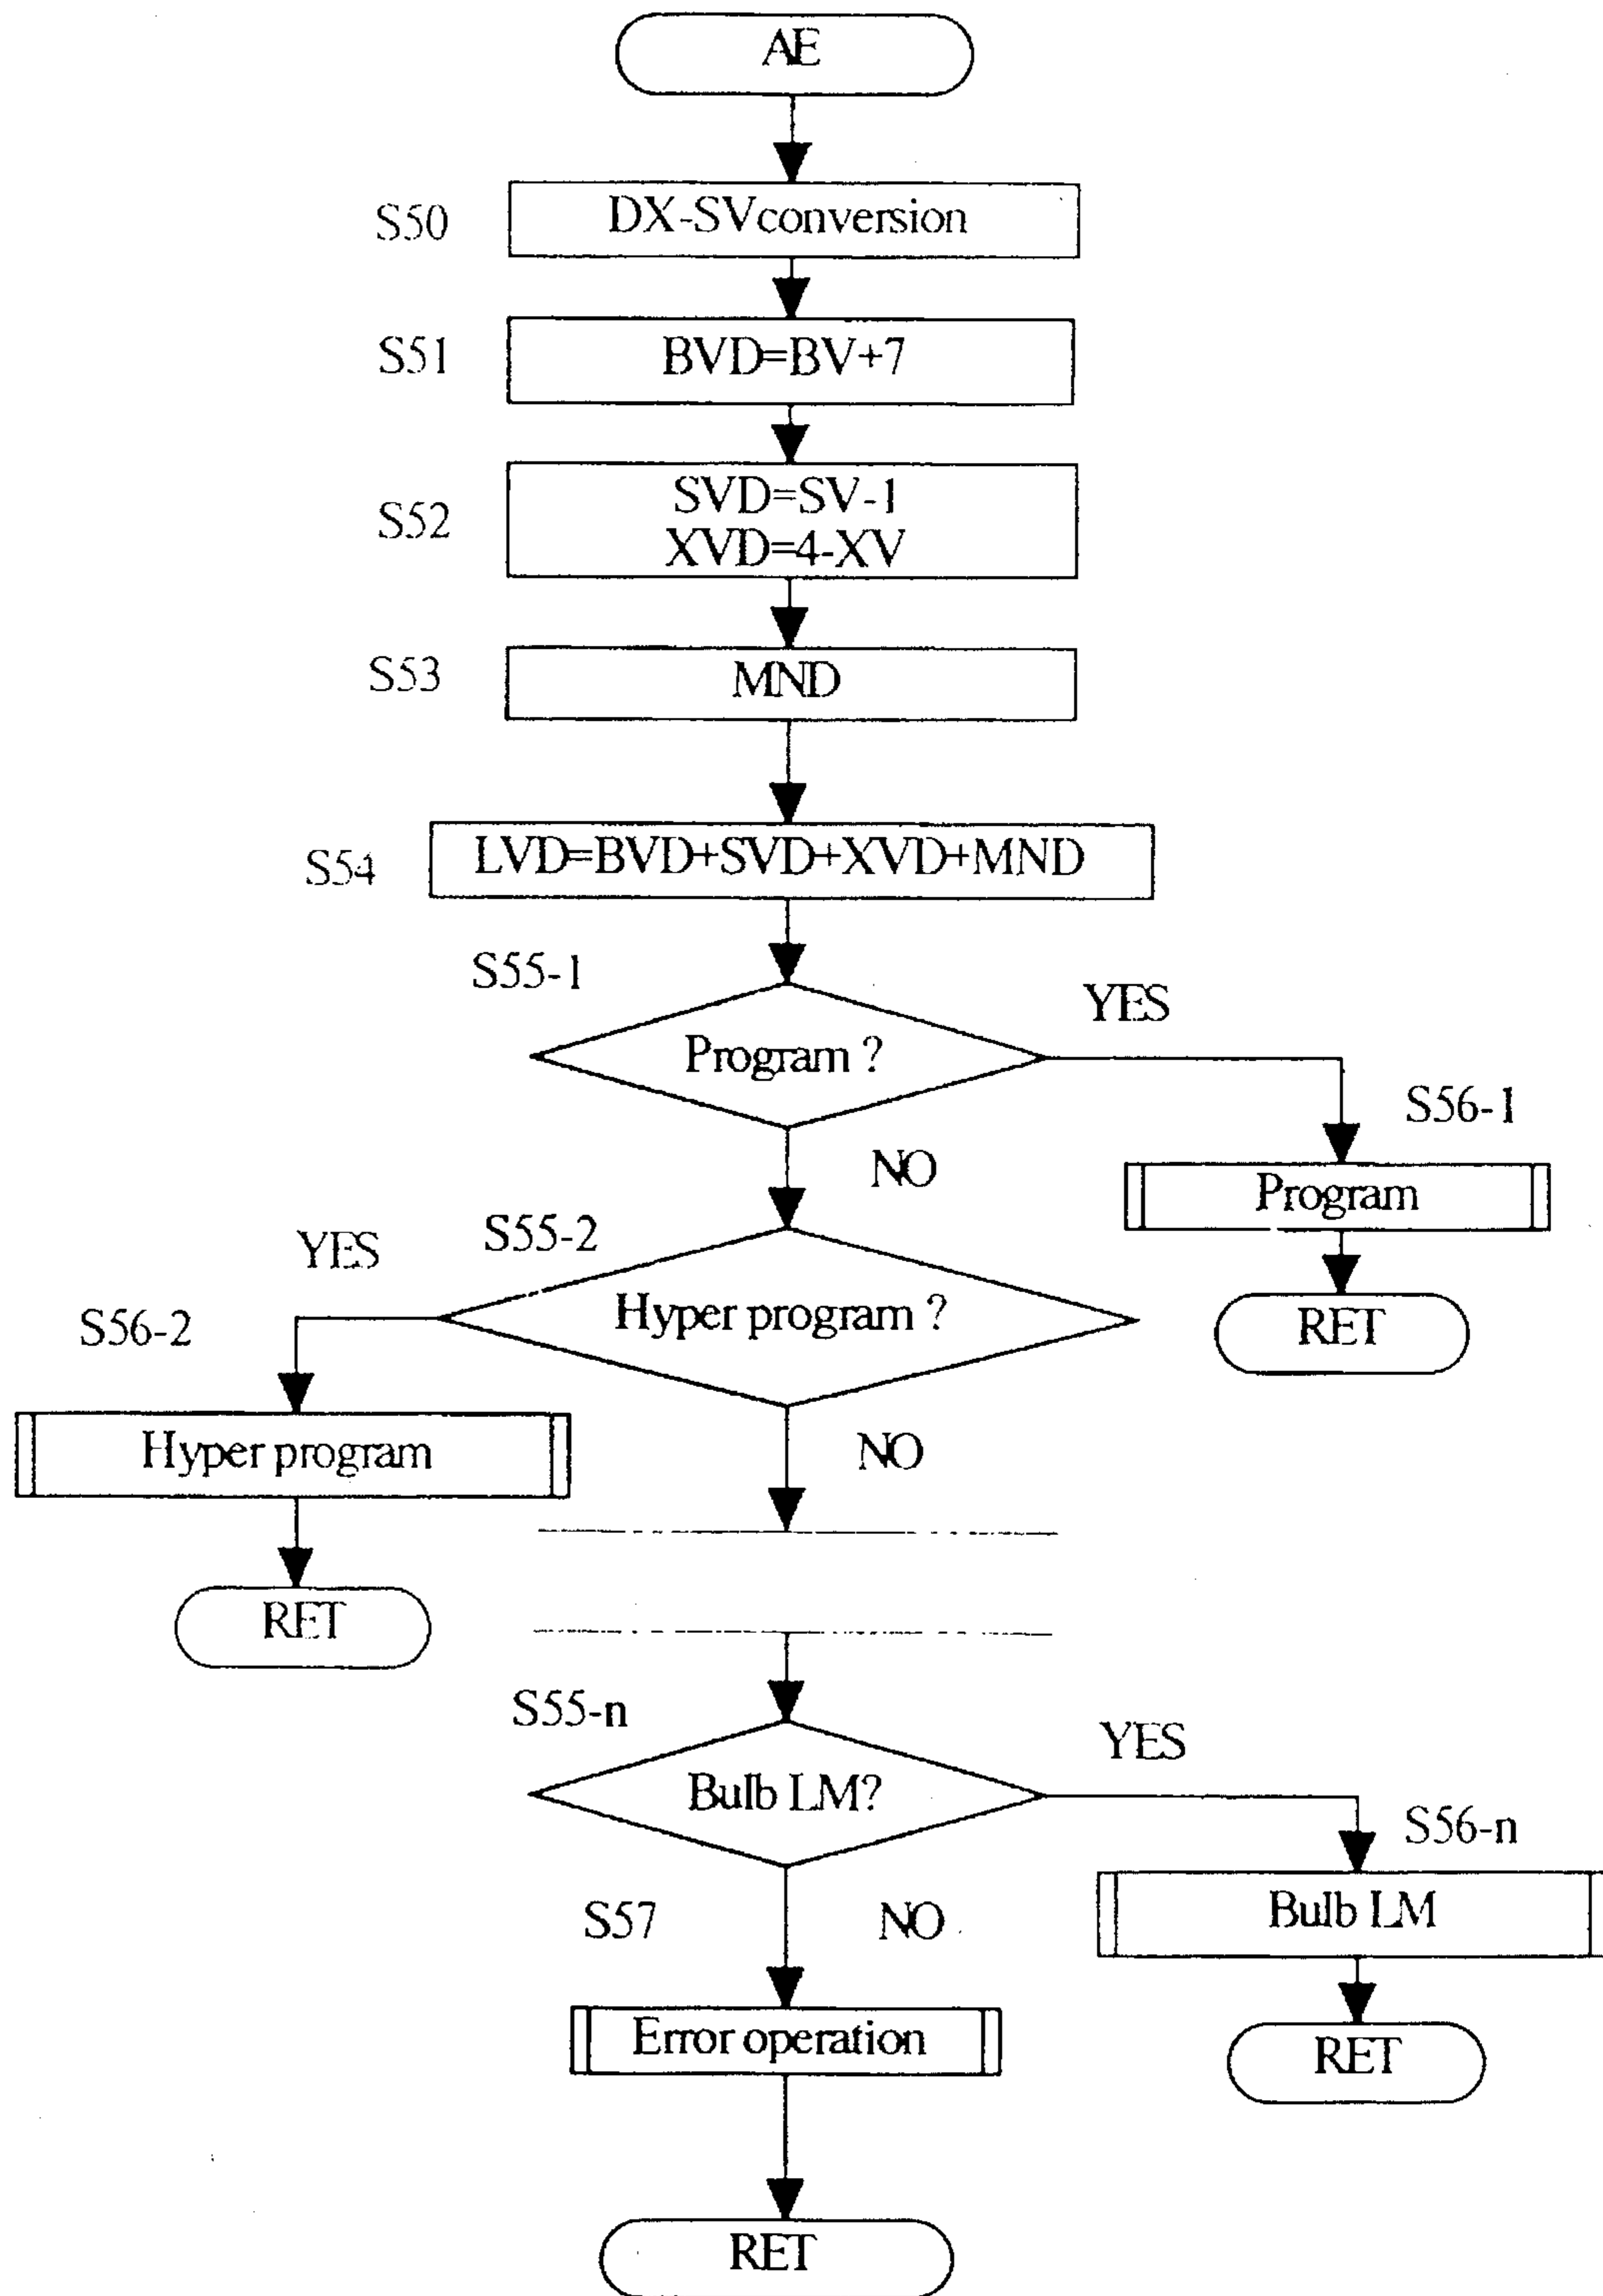 AE
S50
DX-SVconversion
S51
BVD=BV+7
S52
SVD=SV-1
XVD=4-XV
S53
MND
S54
LVD=BVD+SVD+XVD+MND
S55-1
YES
Program ?
S56-1
NO
Program
S55-2
YES
Hyper program ?
RET
S56-2
Hyper program
NO
RET
S55-n
YES
Bulb LM?
S56-n
S57
NO
Bulb LM
Error operation
RET
RET